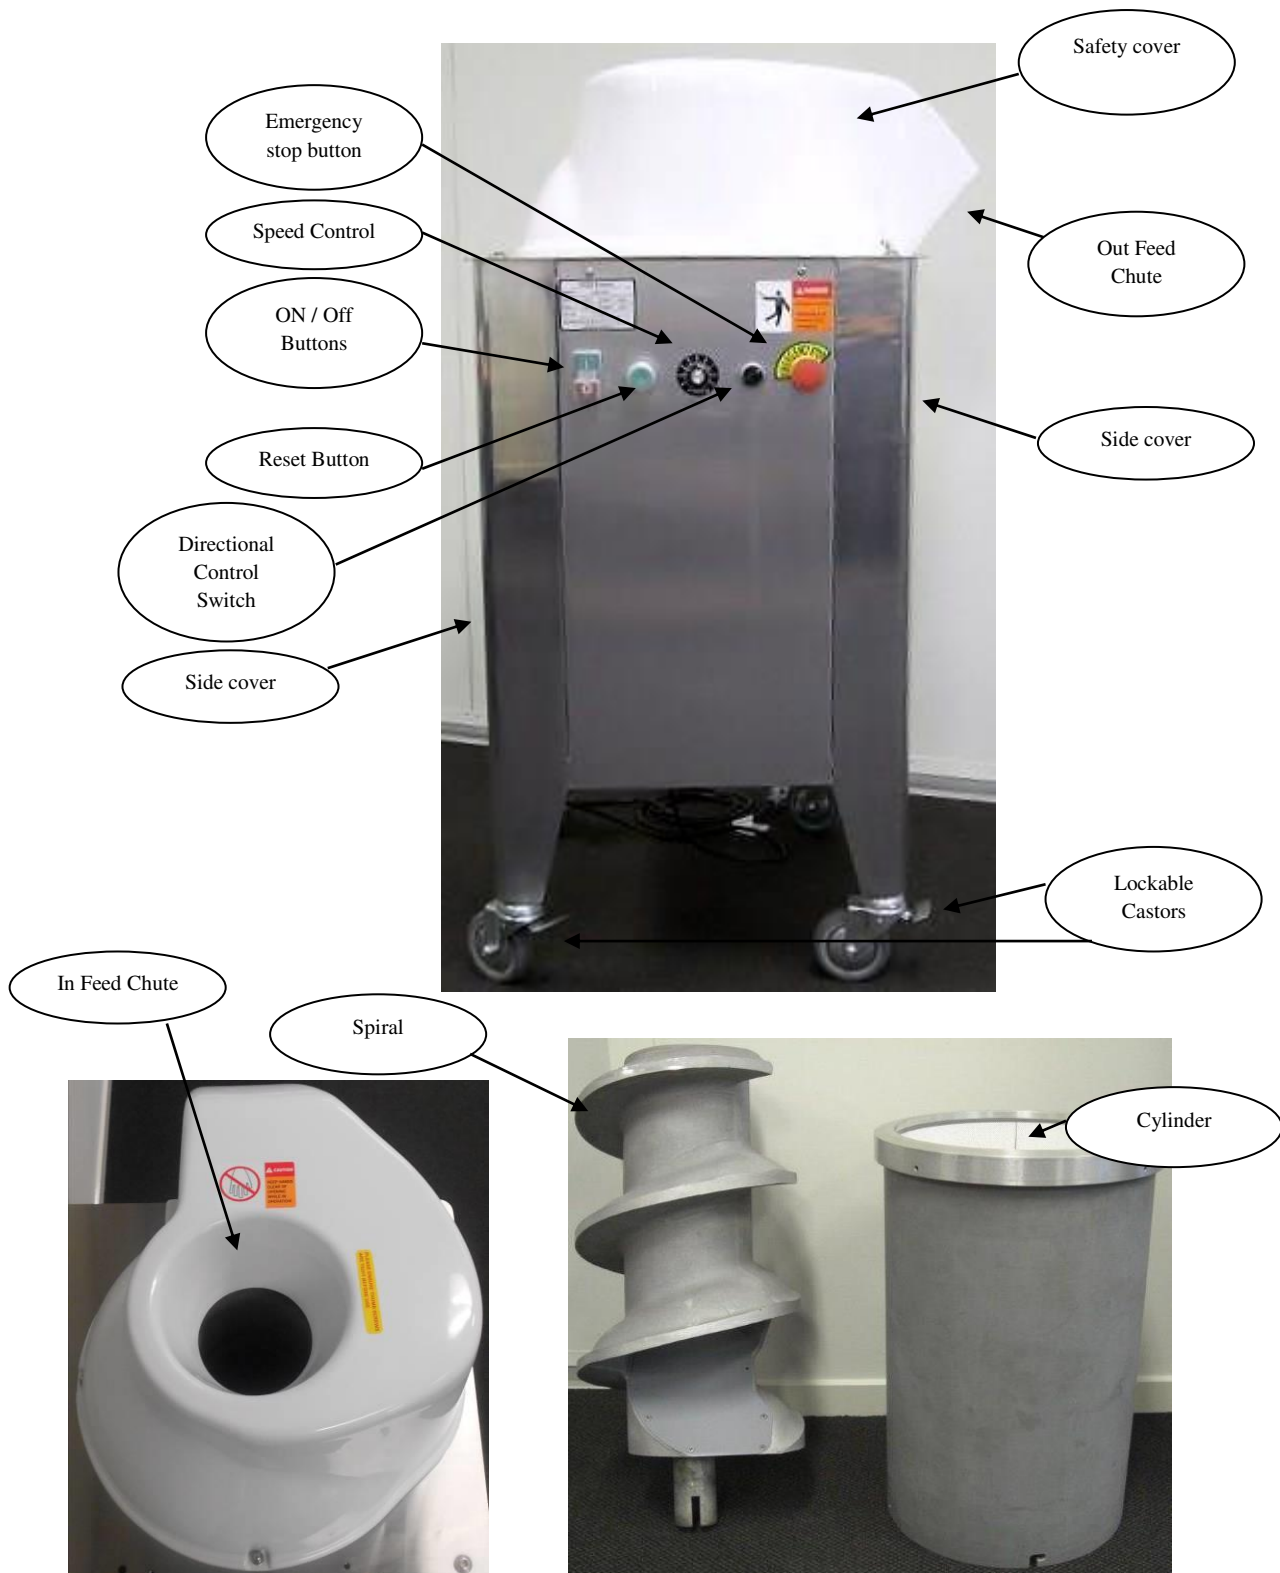 Safety cover
Emergency
stop button
Speed Control
Out Feed
Chute
ON / Off
Buttons
Side cover
Reset Button
Directional
Control
Switch
Side cover
Lockable
Castors
In Feed Chute
Spiral
Cylinder
CAUTION